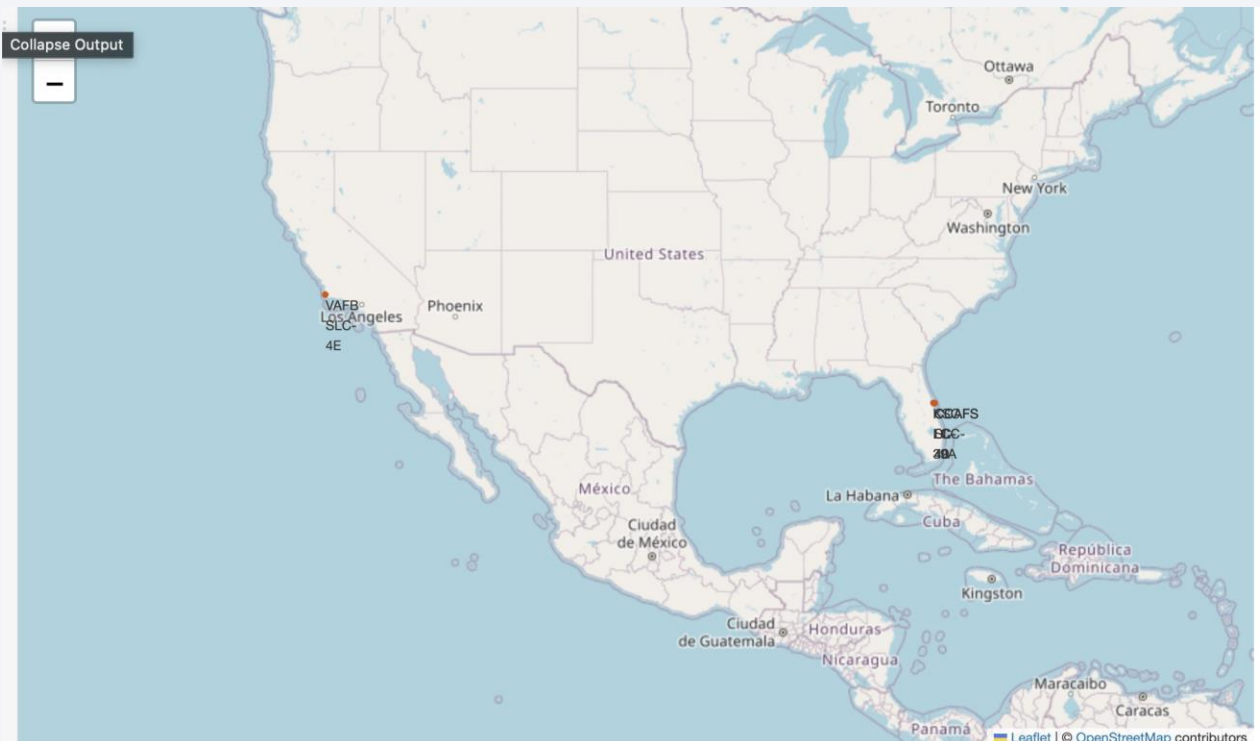 Collapse Output
−
Ottawa
Toronto
New York
Washington
United States
VAFB
Los Angeles
SLC-
4E
Phoenix
The Bahamas
México
La Habana
Cuba
Ciudad
de México
República
Dominicana
Kingston
Ciudad
de Guatemala
Honduras
Nicaragua
Maracaibo
Caracas
Panamá
Leaflet | © OpenStreetMap contributors